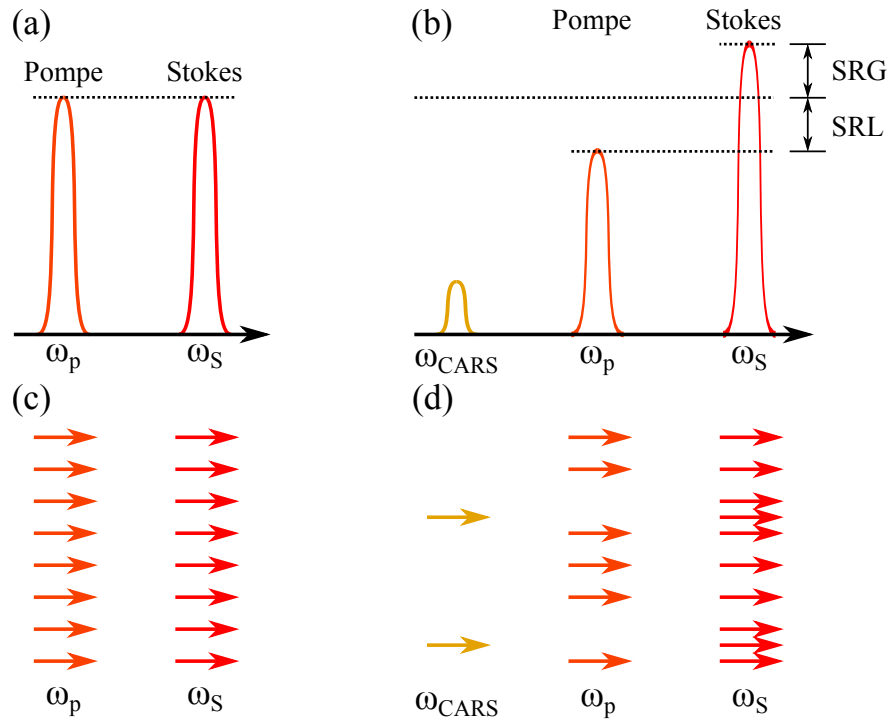 (a)
Pompe Stokes
ωp ωS
(b)
Pompe Stokes
SRG
SRL
ωCARS ωp ωS
(c)
ωp ωS
(d)
ωCARS ωp ωS